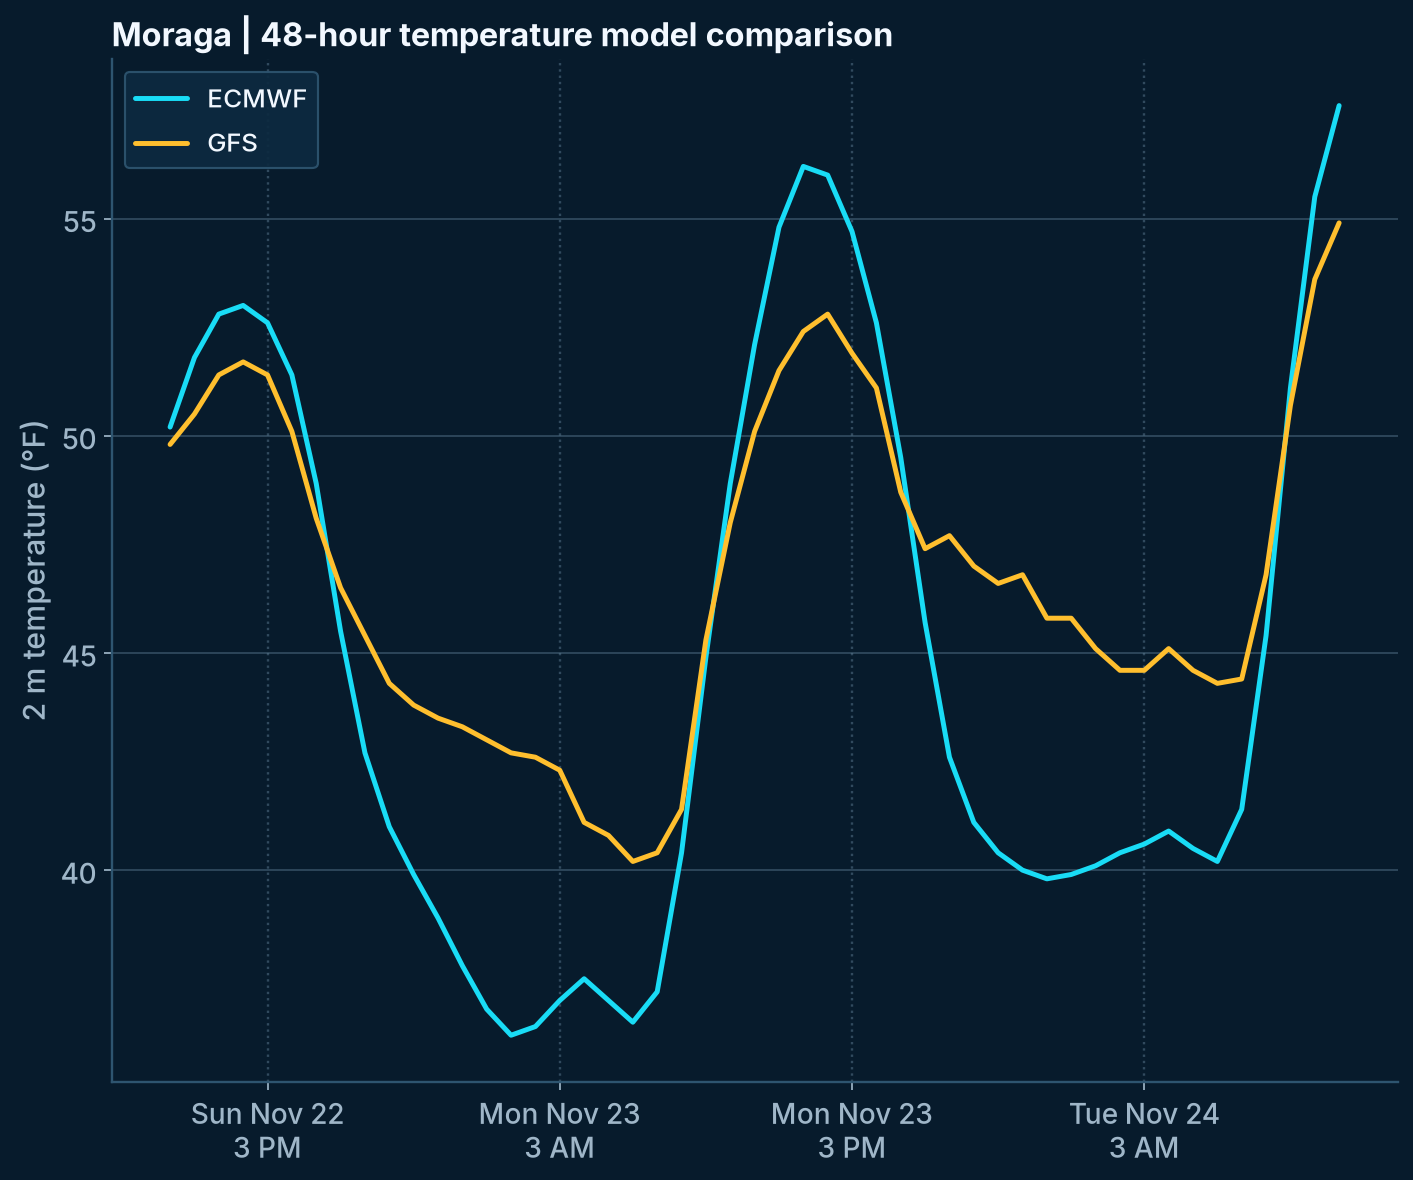 Moraga | 48-hour temperature model comparison
ECMWF
GFS
2 m temperature (°F)
55
50
45
40
Sun Nov 22
3 PM
Mon Nov 23
3 AM
Mon Nov 23
3 PM
Tue Nov 24
3 AM